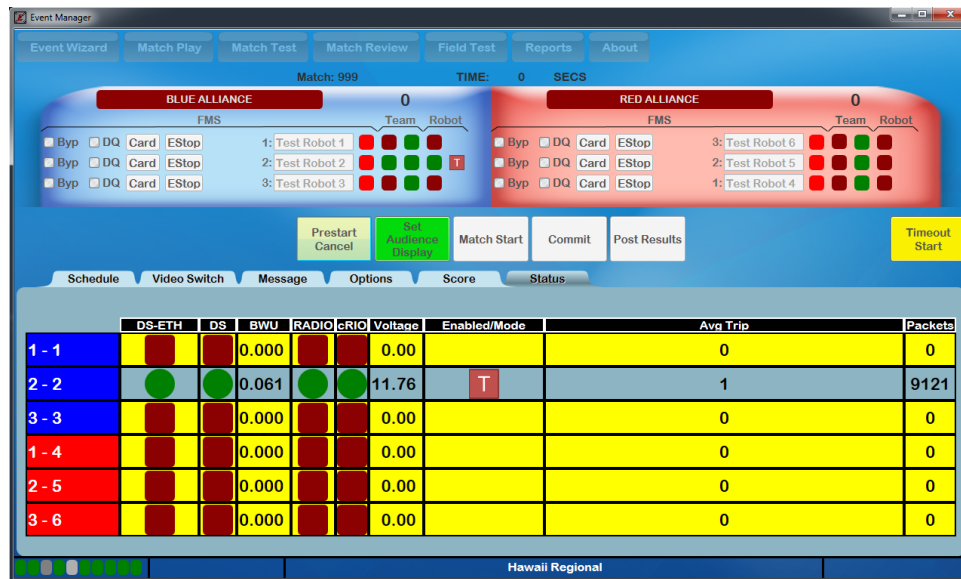 Event Manager
Event Wizard Match Play Match Test Match Review Field Test Reports About
Match: 999 TIME: 0 SECS
BLUE ALLIANCE 0 RED ALLIANCE 0
FMS Team Robot FMS Team Robot
Byp DQ Card EStop 1: Test Robot 1 Byp DQ Card EStop 3: Test Robot 6
Byp DQ Card EStop 2: Test Robot 2 T Byp DQ Card EStop 2: Test Robot 5
Byp DQ Card EStop 3: Test Robot 3 Byp DQ Card EStop 1: Test Robot 4
Prestart Cancel Set Audience Display Match Start Commit Post Results Timeout Start
Schedule Video Switch Message Options Score Status
DS-ETH DS BWU RADIO cRIO Voltage Enabled/Mode Avg Trip Packets
1 - 1 0.000 0.00 0 0
2 - 2 0.061 11.76 T 1 9121
3 - 3 0.000 0.00 0 0
1 - 4 0.000 0.00 0 0
2 - 5 0.000 0.00 0 0
3 - 6 0.000 0.00 0 0
Hawaii Regional